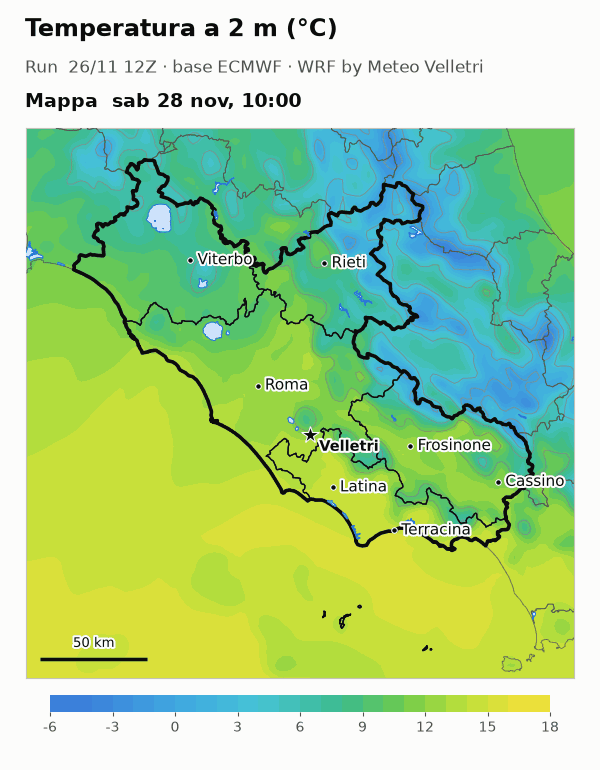 Temperatura a 2 m (°C)
Run  26/11 12Z · base ECMWF · WRF by Meteo Velletri
Mappa  sab 28 nov, 10:00
Viterbo
Rieti
Roma
Velletri
Frosinone
Latina
Cassino
Terracina
50 km
-6 -3 0 3 6 9 12 15 18